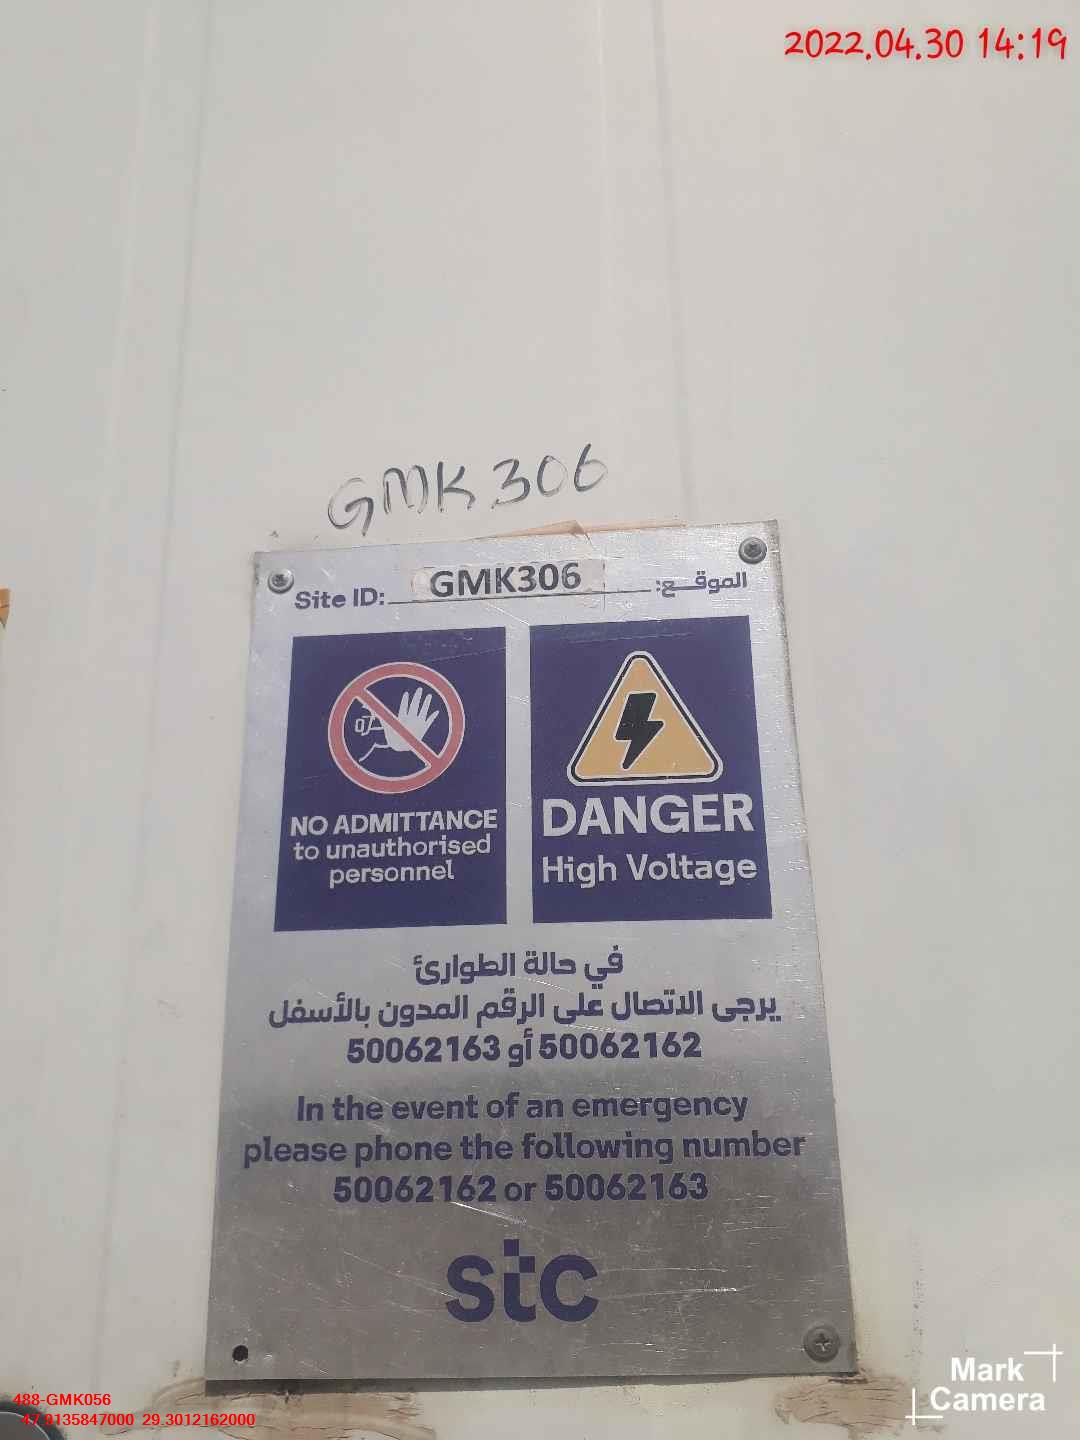 2022.04.30 14:19
GMK 306
Site ID: GMK306 الموقع:
NO ADMITTANCE
to unauthorised
personnel
DANGER
High Voltage
في حالة الطوارئ
يرجى الاتصال على الرقم المدون بالأسفل
50062162 أو 50062163
In the event of an emergency
please phone the following number
50062162 or 50062163
stc
488-GMK056
47.9135847000 29.3012162000
Mark
Camera